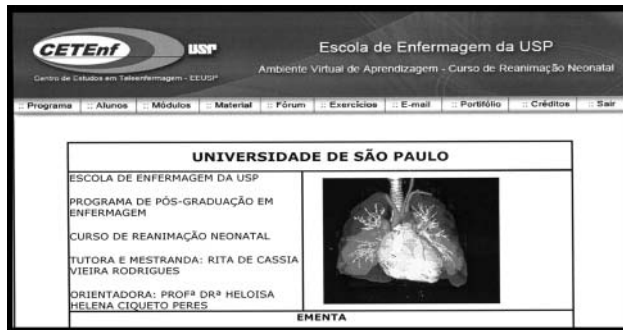 CETEnf
USP
Centro de Estudos em Teleenfermagem - EEUSP
Escola de Enfermagem da USP
Ambiente Virtual de Aprendizagem - Curso de Reanimação Neonatal
:: Programa :: Alunos :: Módulos :: Material :: Fórum :: Exercícios :: E-mail :: Portifólio :: Créditos :: Sair
UNIVERSIDADE DE SÃO PAULO
ESCOLA DE ENFERMAGEM DA USP
PROGRAMA DE PÓS-GRADUAÇÃO EM
ENFERMAGEM
CURSO DE REANIMAÇÃO NEONATAL
TUTORA E MESTRANDA: RITA DE CASSIA
VIEIRA RODRIGUES
ORIENTADORA: PROFª DRª HELOISA
HELENA CIQUETO PERES
EMENTA